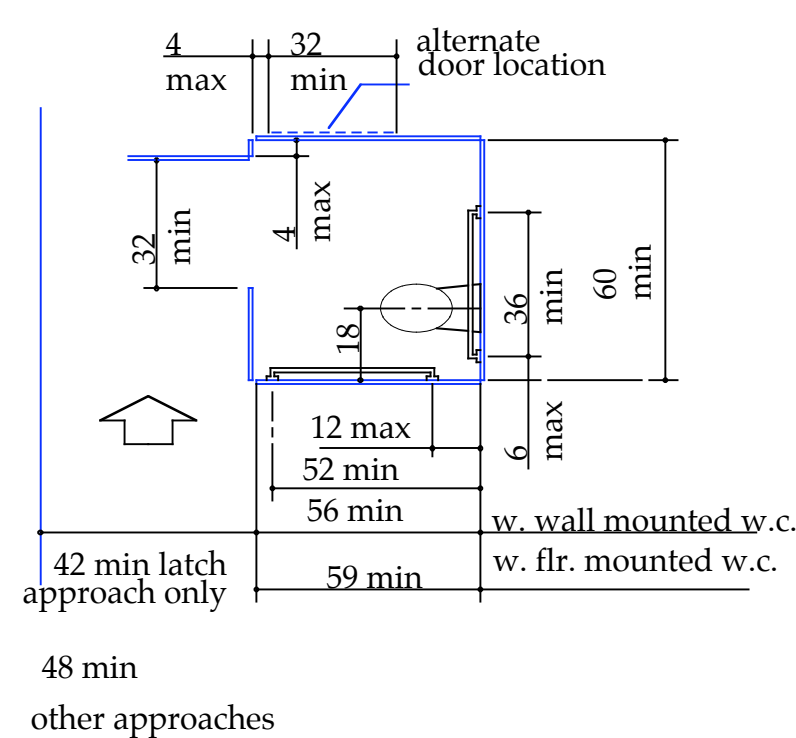 4
max
32
min
alternate
door location
32
min
4
max
18
36
min
60
min
12 max
6
max
52 min
56 min
w. wall mounted w.c.
42 min latch
approach only
59 min
w. flr. mounted w.c.
48 min
other approaches